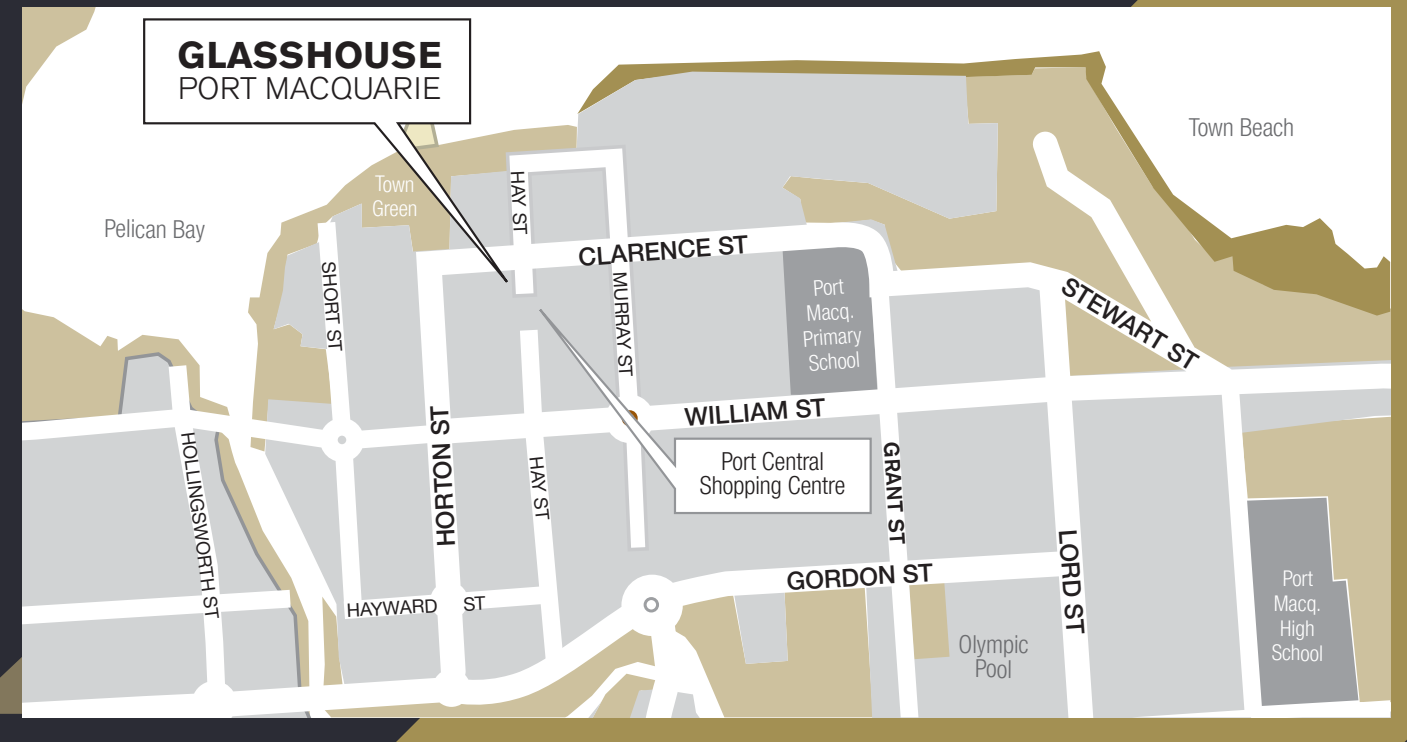 GLASSHOUSE
PORT MACQUARIE
Town Beach
Pelican Bay
Town
Green
HAY ST
CLARENCE ST
SHORT ST
MURRAY ST
Port
Macq.
Primary
School
STEWART ST
HORTON ST
WILLIAM ST
HOLLINGSWORTH ST
HAY ST
Port Central
Shopping Centre
GRANT ST
LORD ST
GORDON ST
HAYWARD ST
Olympic
Pool
Port
Macq.
High
School